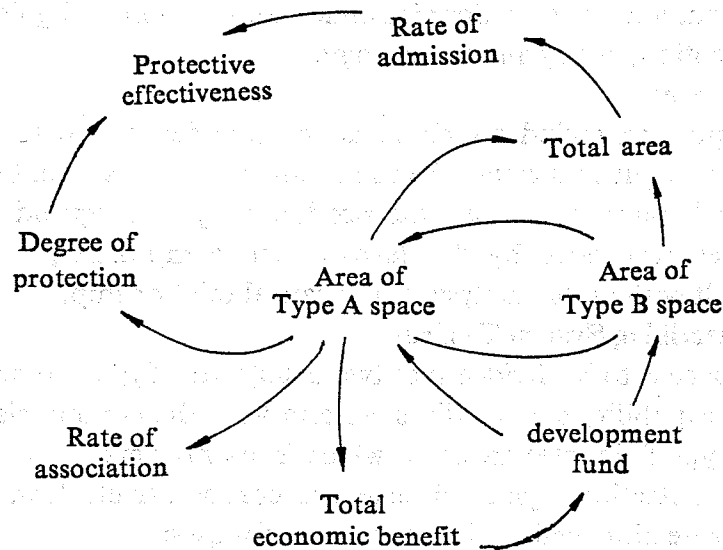 Rate of
admission
Protective
effectiveness
Total area
Degree of
protection
Area of
Type A space
Area of
Type B space
Rate of
association
development
fund
Total
economic benefit